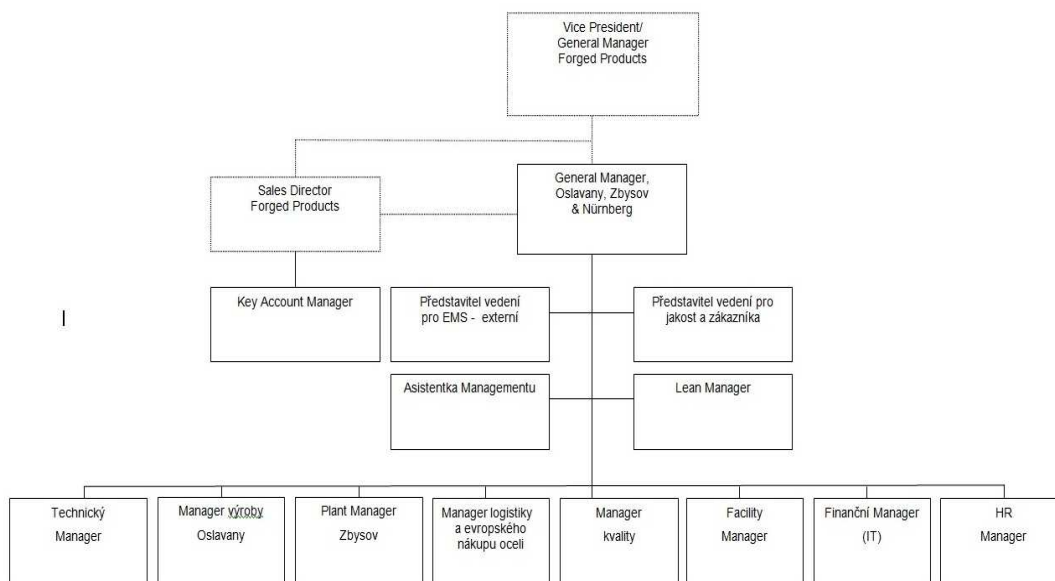 Vice President/
General Manager
Forged Products
Sales Director
Forged Products
General Manager,
Oslavany, Zbysov
& Nürnberg
Key Account Manager
Představitel vedení
pro EMS - externí
Představitel vedení pro
jakost a zákazníka
Asistentka Managementu
Lean Manager
Technický
Manager
Manager výroby
Oslavany
Plant Manager
Zbysov
Manager logistiky
a evropského
nákupu oceli
Manager
kvality
Facility
Manager
Finanční Manager
(IT)
HR
Manager